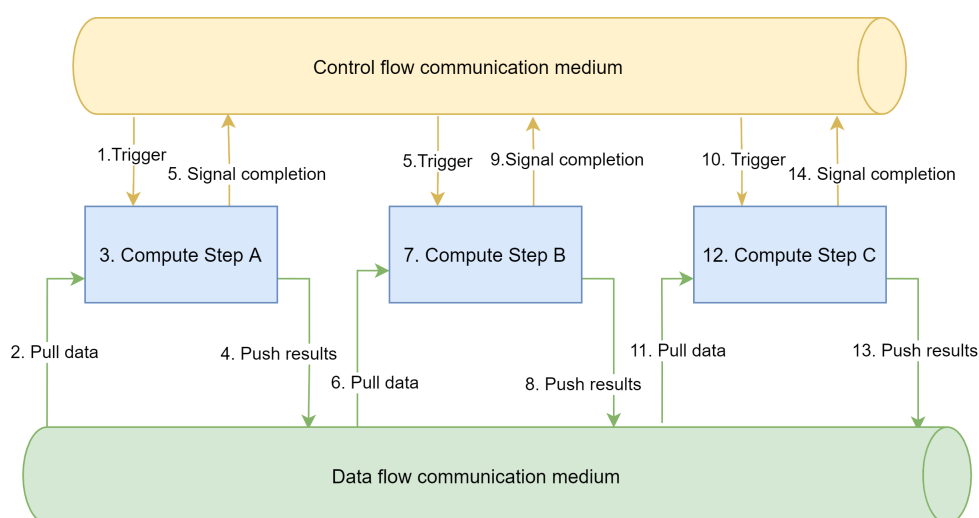 Control flow communication medium
1.Trigger
5. Signal completion
5.Trigger
9.Signal completion
10. Trigger
14. Signal completion
3. Compute Step A
7. Compute Step B
12. Compute Step C
2. Pull data
4. Push results
6. Pull data
8. Push results
11. Pull data
13. Push results
Data flow communication medium